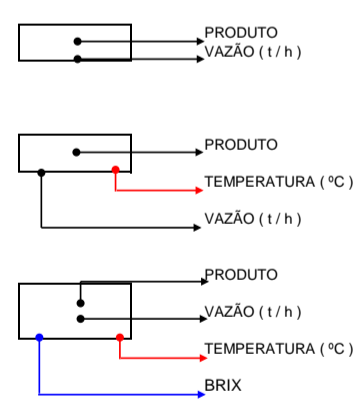 PRODUTO
VAZÃO ( t / h )
PRODUTO
TEMPERATURA ( ºC )
VAZÃO ( t / h )
PRODUTO
VAZÃO ( t / h )
TEMPERATURA ( ºC )
BRIX